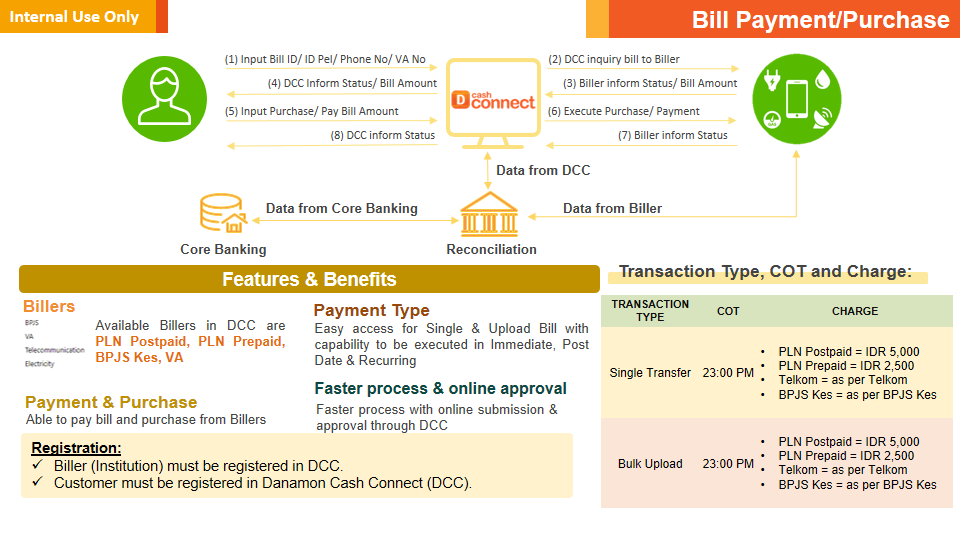 Internal Use Only
Bill Payment/Purchase
(1) Input Bill ID/ ID Pel/ Phone No/ VA No
(4) DCC Inform Status/ Bill Amount
(5) Input Purchase/ Pay Bill Amount
(8) DCC inform Status
D cash
connect
(2) DCC inquiry bill to Biller
(3) Biller inform Status/ Bill Amount
(6) Execute Purchase/ Payment
(7) Biller inform Status
GAS
Data from DCC
Data from Core Banking
Data from Biller
Core Banking
Reconciliation
Features & Benefits
Billers
BPJS
VA
Telecommunication
Electricity
Available Billers in DCC are
PLN Postpaid, PLN Prepaid,
BPJS Kes, VA
Payment & Purchase
Able to pay bill and purchase from Billers
Payment Type
Easy access for Single & Upload Bill with
capability to be executed in Immediate, Post
Date & Recurring
Faster process & online approval
Faster process with online submission &
approval through DCC
Registration:
✓ Biller (Institution) must be registered in DCC.
✓ Customer must be registered in Danamon Cash Connect (DCC).
Transaction Type, COT and Charge:
TRANSACTION
TYPE
COT
CHARGE
Single Transfer
23:00 PM
• PLN Postpaid = IDR 5,000
• PLN Prepaid = IDR 2,500
• Telkom = as per Telkom
• BPJS Kes = as per BPJS Kes
Bulk Upload
23:00 PM
• PLN Postpaid = IDR 5,000
• PLN Prepaid = IDR 2,500
• Telkom = as per Telkom
• BPJS Kes = as per BPJS Kes